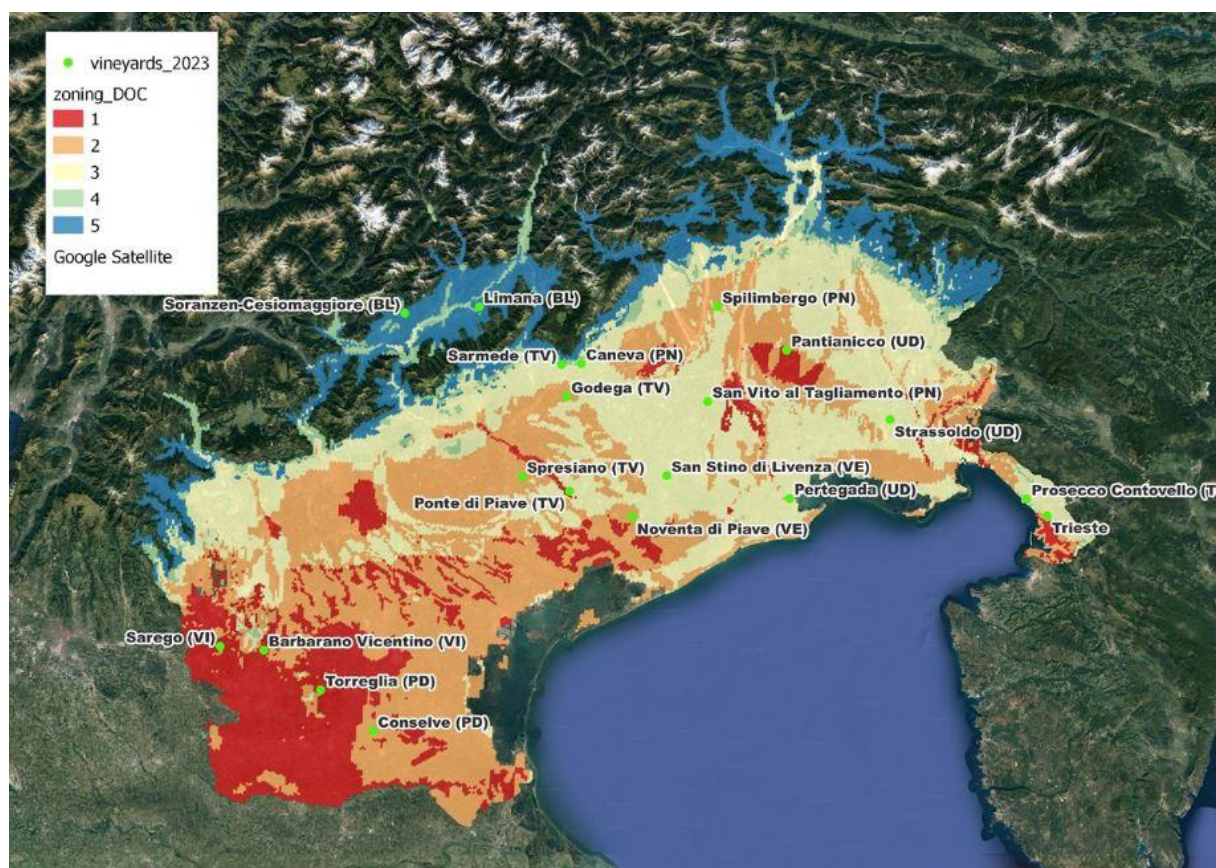 vineyards_2023
zoning_DOC
1
2
3
4
5
Google Satellite
Soranzen-Cesiomaggiore (BL)
Limana (BL)
Spilimbergo (PN)
Pantianicco (UD)
Sarmede (TV)
Caneva (PN)
Godega (TV)
San Vito al Tagliamento (PN)
Strassoldo (UD)
Spresiano (TV)
San Stino di Livenza (VE)
Ponte di Piave (TV)
Pertegada (UD)
Prosecco Contovello (T
Noventa di Piave (VE)
Trieste
Sarego (VI)
Barbarano Vicentino (VI)
Torreglia (PD)
Conselve (PD)